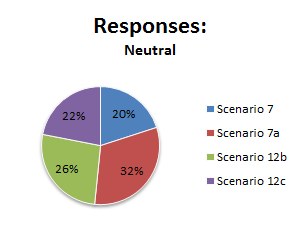 Responses:
Neutral
20%
32%
26%
22%
Scenario 7
Scenario 7a
Scenario 12b
Scenario 12c